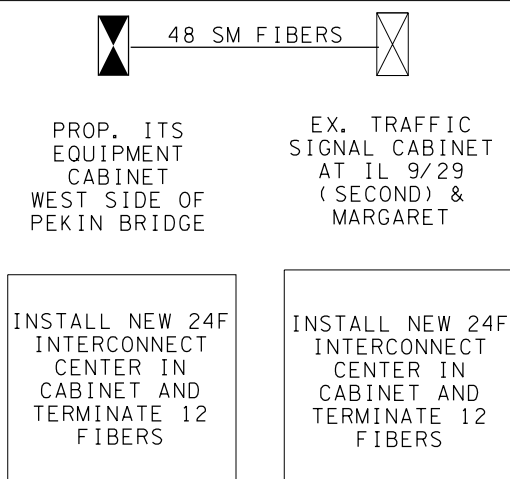 48 SM FIBERS
PROP. ITS
EQUIPMENT
CABINET
WEST SIDE OF
PEKIN BRIDGE
EX. TRAFFIC
SIGNAL CABINET
AT IL 9/29
(SECOND) &
MARGARET
INSTALL NEW 24F
INTERCONNECT
CENTER IN
CABINET AND
TERMINATE 12
FIBERS
INSTALL NEW 24F
INTERCONNECT
CENTER IN
CABINET AND
TERMINATE 12
FIBERS